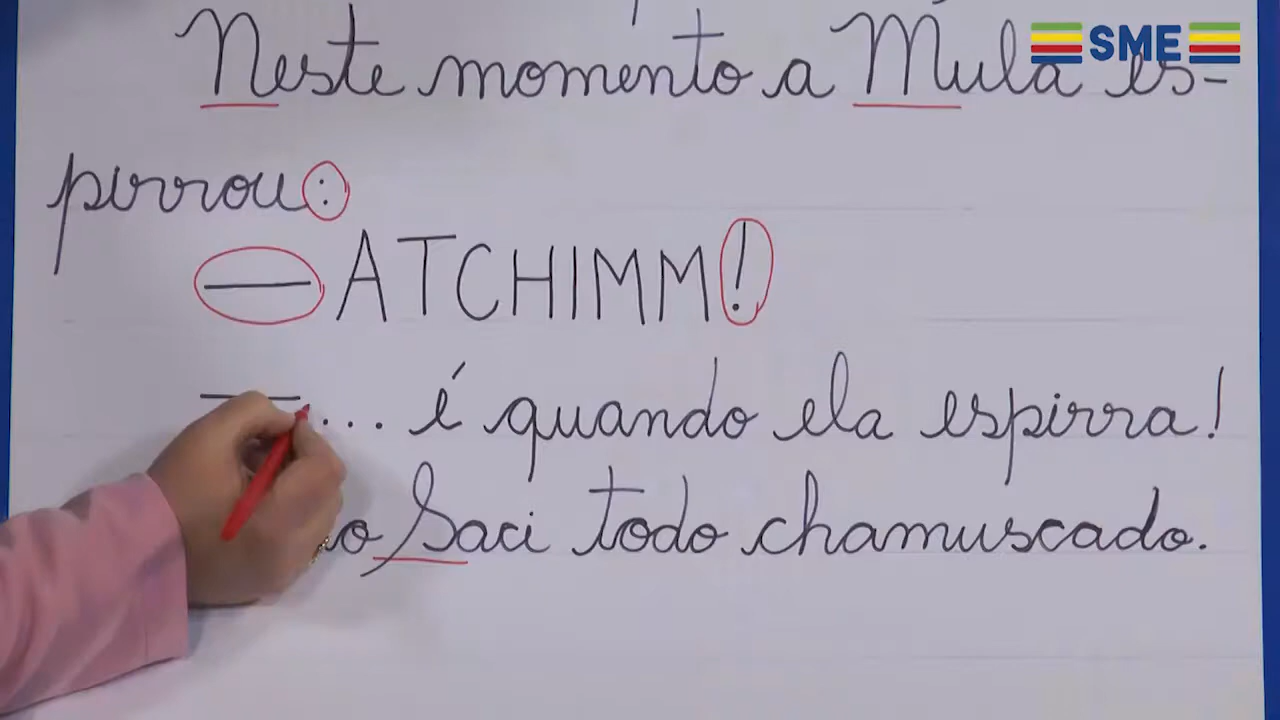 Neste momento a Mula es-
SME
pirrou:
— ATCHIMM!
—... é quando ela espirra!
Saci todo chamuscado.